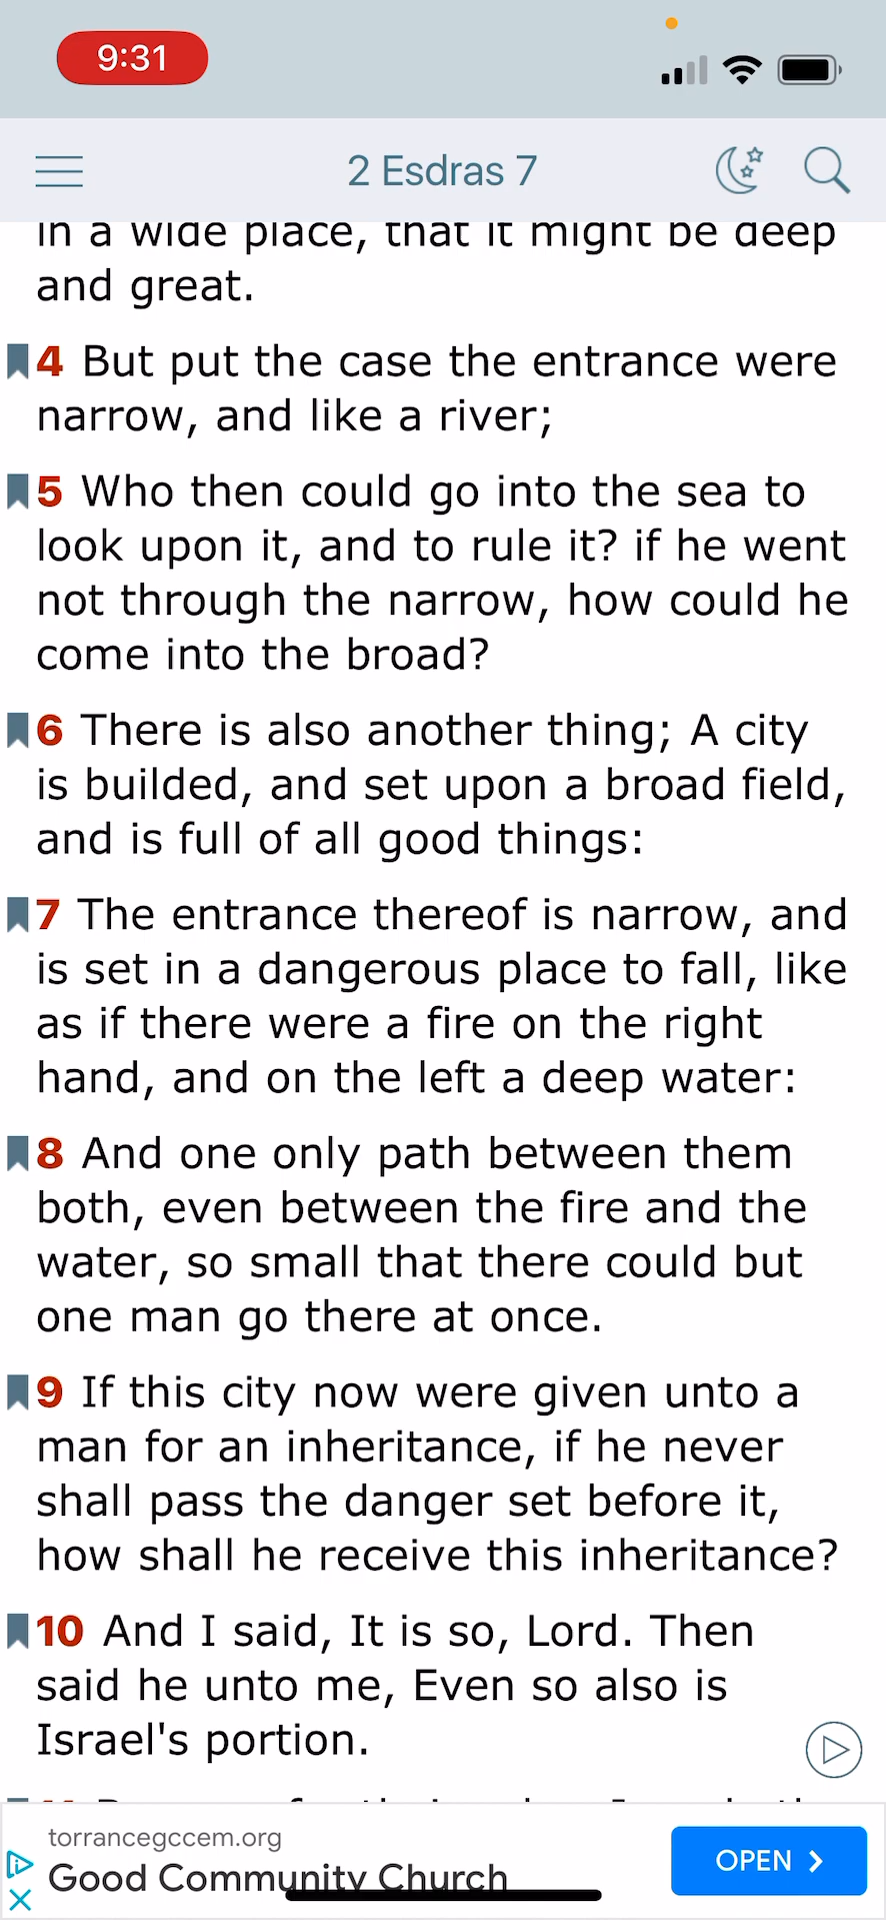 9:31
2 Esdras 7
in a wide place, that it might be deep
and great.
4 But put the case the entrance were
narrow, and like a river;
5 Who then could go into the sea to
look upon it, and to rule it? if he went
not through the narrow, how could he
come into the broad?
6 There is also another thing; A city
is builded, and set upon a broad field,
and is full of all good things:
7 The entrance thereof is narrow, and
is set in a dangerous place to fall, like
as if there were a fire on the right
hand, and on the left a deep water:
8 And one only path between them
both, even between the fire and the
water, so small that there could but
one man go there at once.
9 If this city now were given unto a
man for an inheritance, if he never
shall pass the danger set before it,
how shall he receive this inheritance?
10 And I said, It is so, Lord. Then
said he unto me, Even so also is
Israel's portion.
torrancegccem.org
Good Community Church
OPEN